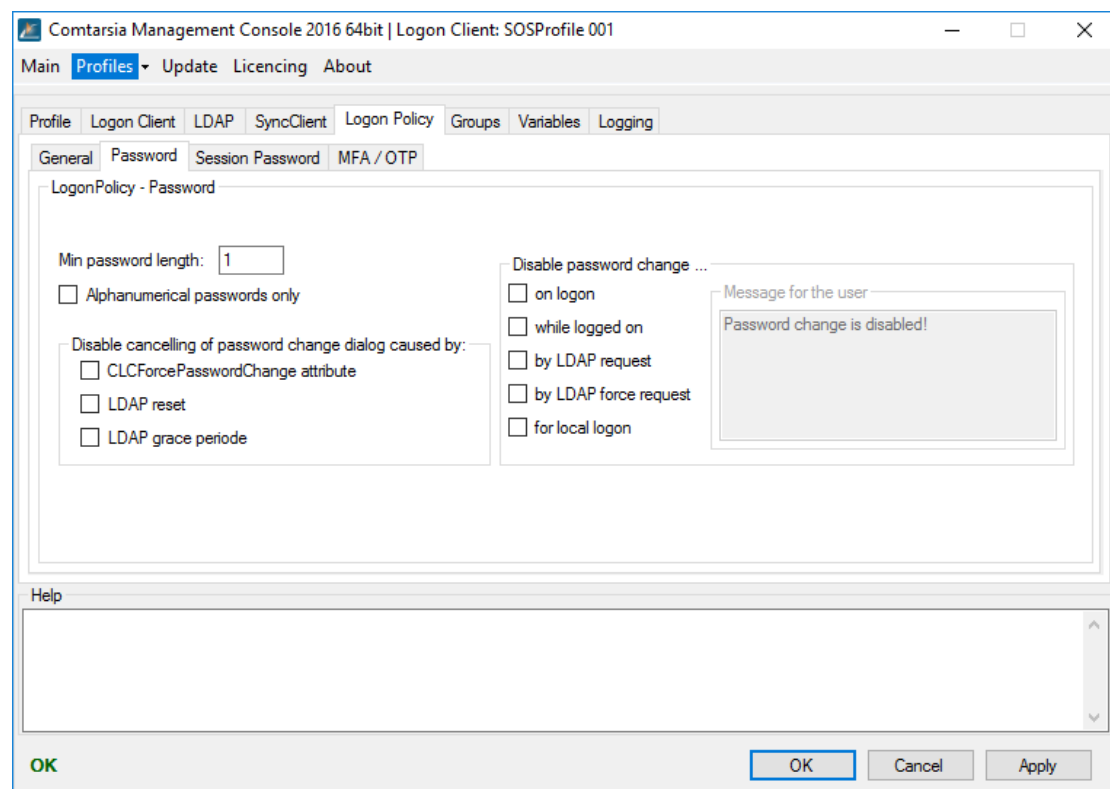 Comtarsia Management Console 2016 64bit | Logon Client: SOSProfile 001
Main Profiles Update Licencing About
Profile Logon Client LDAP SyncClient Logon Policy Groups Variables Logging
General Password Session Password MFA / OTP
LogonPolicy - Password
Min password length: 1
Alphanumerical passwords only
Disable cancelling of password change dialog caused by:
CLCForcePasswordChange attribute
LDAP reset
LDAP grace periode
Disable password change ...
on logon
while logged on
by LDAP request
by LDAP force request
for local logon
Message for the user
Password change is disabled!
Help
OK
OK Cancel Apply